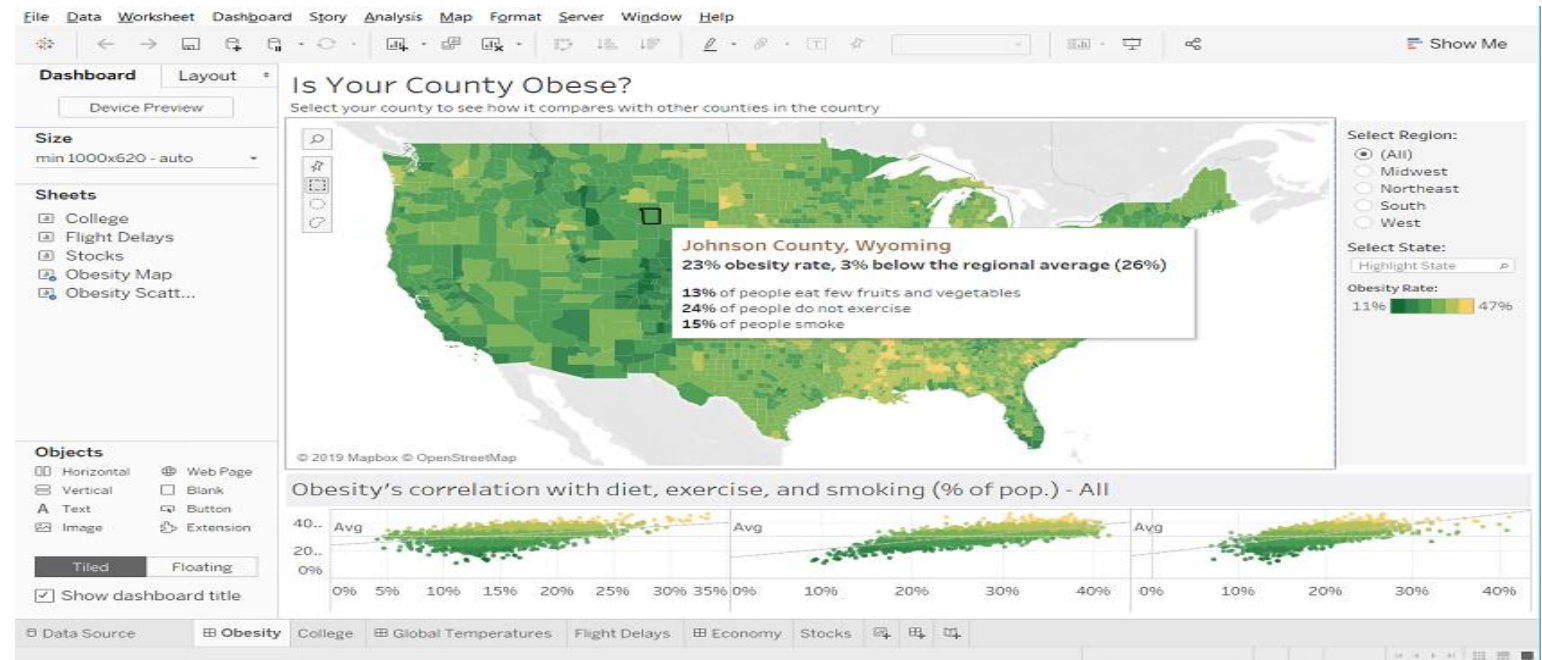 File Data Worksheet Dashboard Story Analysis Map Format Server Window Help
Show Me
Dashboard Layout
Device Preview
Size
min 1000x620 - auto
Sheets
College
Flight Delays
Stocks
Obesity Map
Obesity Scatt...
Objects
Horizontal Web Page
Vertical Blank
A Text Button
Image Extension
Tiled Floating
Show dashboard title
Is Your County Obese?
Select your county to see how it compares with other counties in the country
Johnson County, Wyoming
23% obesity rate, 3% below the regional average (26%)
13% of people eat few fruits and vegetables
24% of people do not exercise
15% of people smoke
© 2019 Mapbox © OpenStreetMap
Select Region:
(All)
Midwest
Northeast
South
West
Select State:
Highlight State
Obesity Rate:
11% 47%
Obesity's correlation with diet, exercise, and smoking (% of pop.) - All
40.. Avg Avg Avg
20..
0%
0% 5% 10% 15% 20% 25% 30% 35% 0% 10% 20% 30% 40% 0% 10% 20% 30% 40%
Data Source Obesity College Global Temperatures Flight Delays Economy Stocks